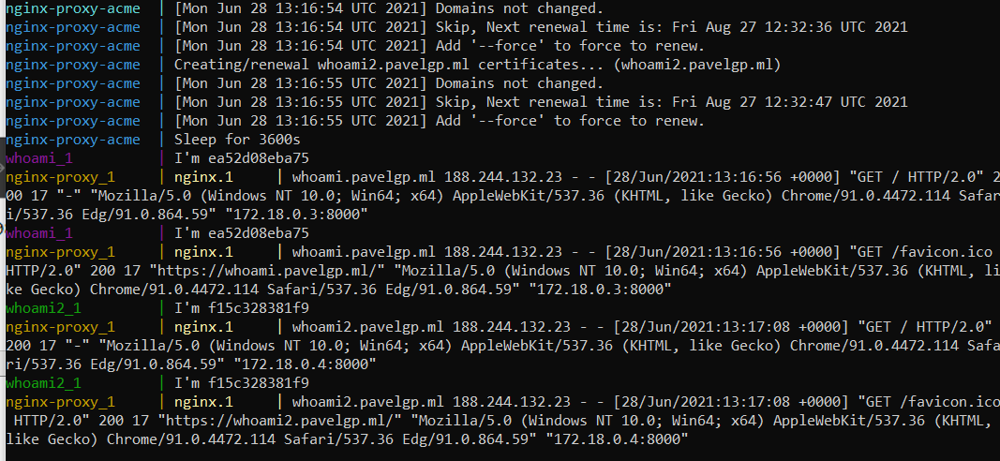 nginx-proxy-acme | [Mon Jun 28 13:16:54 UTC 2021] Domains not changed.
nginx-proxy-acme | [Mon Jun 28 13:16:54 UTC 2021] Skip, Next renewal time is: Fri Aug 27 12:32:36 UTC 2021
nginx-proxy-acme | [Mon Jun 28 13:16:54 UTC 2021] Add '--force' to force to renew.
nginx-proxy-acme | Creating/renewal whoami2.pavelgp.ml certificates... (whoami2.pavelgp.ml)
nginx-proxy-acme | [Mon Jun 28 13:16:55 UTC 2021] Domains not changed.
nginx-proxy-acme | [Mon Jun 28 13:16:55 UTC 2021] Skip, Next renewal time is: Fri Aug 27 12:32:47 UTC 2021
nginx-proxy-acme | [Mon Jun 28 13:16:55 UTC 2021] Add '--force' to force to renew.
nginx-proxy-acme | Sleep for 3600s
whoami_1 | I'm ea52d08eba75
nginx-proxy_1 | nginx.1 | whoami.pavelgp.ml 188.244.132.23 - - [28/Jun/2021:13:16:56 +0000] "GET / HTTP/2.0" 2
00 17 "-" "Mozilla/5.0 (Windows NT 10.0; Win64; x64) AppleWebKit/537.36 (KHTML, like Gecko) Chrome/91.0.4472.114 Safar
i/537.36 Edg/91.0.864.59" "172.18.0.3:8000"
whoami_1 | I'm ea52d08eba75
nginx-proxy_1 | nginx.1 | whoami.pavelgp.ml 188.244.132.23 - - [28/Jun/2021:13:16:56 +0000] "GET /favicon.ico
HTTP/2.0" 200 17 "https://whoami.pavelgp.ml/" "Mozilla/5.0 (Windows NT 10.0; Win64; x64) AppleWebKit/537.36 (KHTML, li
ke Gecko) Chrome/91.0.4472.114 Safari/537.36 Edg/91.0.864.59" "172.18.0.3:8000"
whoami2_1 | I'm f15c328381f9
nginx-proxy_1 | nginx.1 | whoami2.pavelgp.ml 188.244.132.23 - - [28/Jun/2021:13:17:08 +0000] "GET / HTTP/2.0"
200 17 "-" "Mozilla/5.0 (Windows NT 10.0; Win64; x64) AppleWebKit/537.36 (KHTML, like Gecko) Chrome/91.0.4472.114 Safa
ri/537.36 Edg/91.0.864.59" "172.18.0.4:8000"
whoami2_1 | I'm f15c328381f9
nginx-proxy_1 | nginx.1 | whoami2.pavelgp.ml 188.244.132.23 - - [28/Jun/2021:13:17:08 +0000] "GET /favicon.ico
HTTP/2.0" 200 17 "https://whoami2.pavelgp.ml/" "Mozilla/5.0 (Windows NT 10.0; Win64; x64) AppleWebKit/537.36 (KHTML,
like Gecko) Chrome/91.0.4472.114 Safari/537.36 Edg/91.0.864.59" "172.18.0.4:8000"